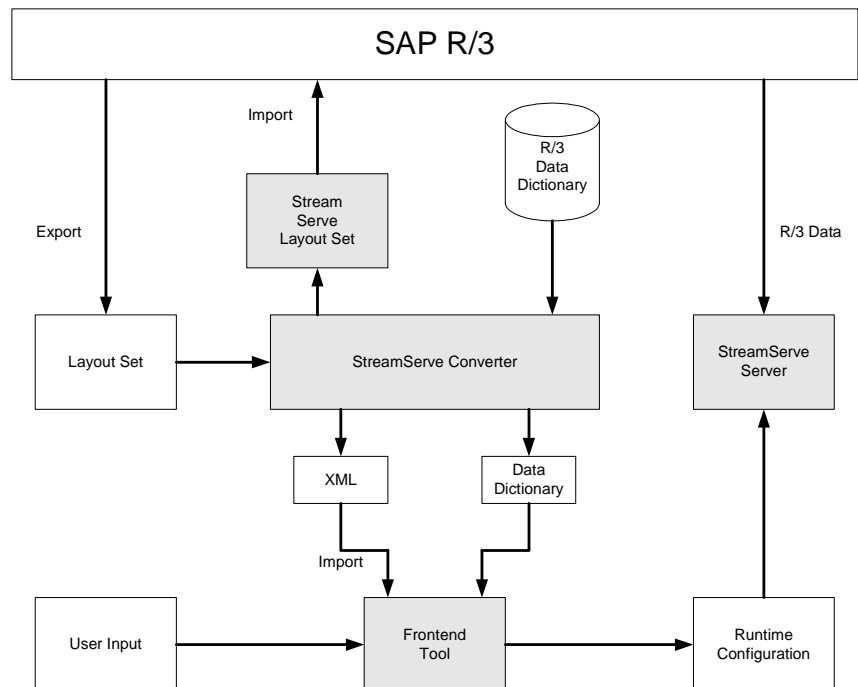 SAP R/3
Import
R/3
Data
Dictionary
Stream
Serve
Layout Set
Export
R/3 Data
Layout Set
StreamServe Converter
StreamServe
Server
XML
Data
Dictionary
Import
User Input
Frontend
Tool
Runtime
Configuration